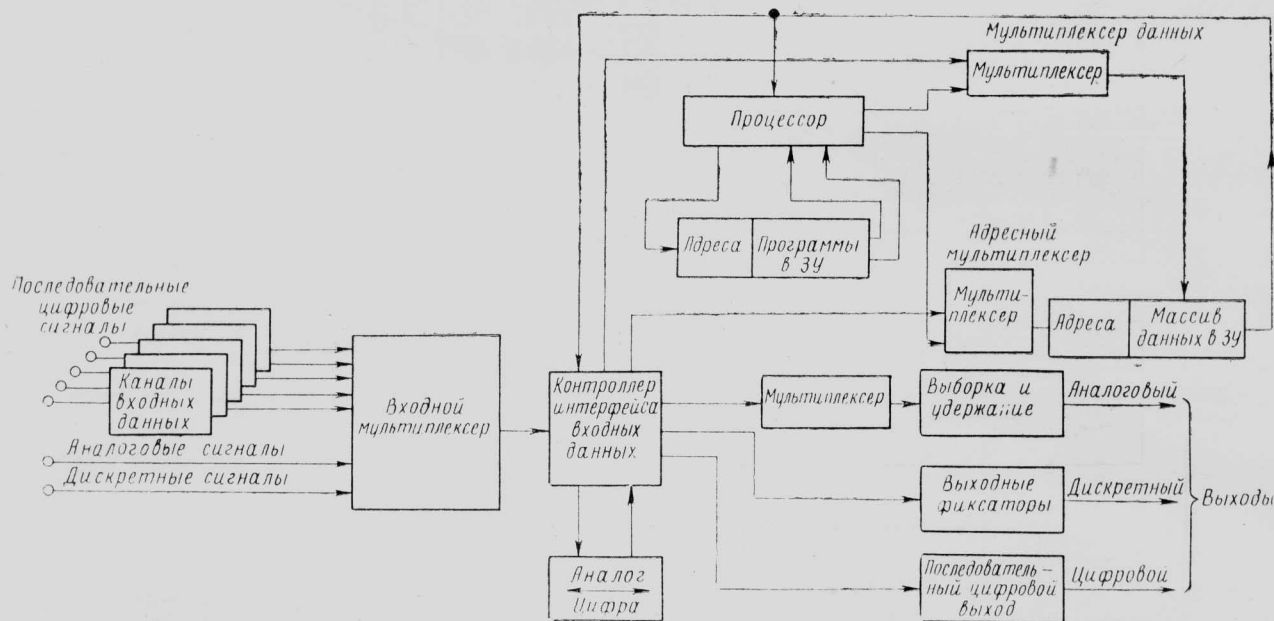 Мультиплексер данных
Мультиплексер
Процессор
Адреса
Программы
в ЗУ
Адресный
мультиплексер
Мульти-
плексер
Адреса
Массив
данных в ЗУ
Последовательные
цифровые
сигналы
Каналы
входных
данных
Аналоговые сигналы
Дискретные сигналы
Входной
мультиплексер
Контроллер
интерфейса
входных
данных
Мультиплексер
Выборка и
удержание
Аналоговый
Выходные
фиксаторы
Дискретный
Выходы
Аналог
Цифра
Последователь-
ный цифровой
выход
Цифровой